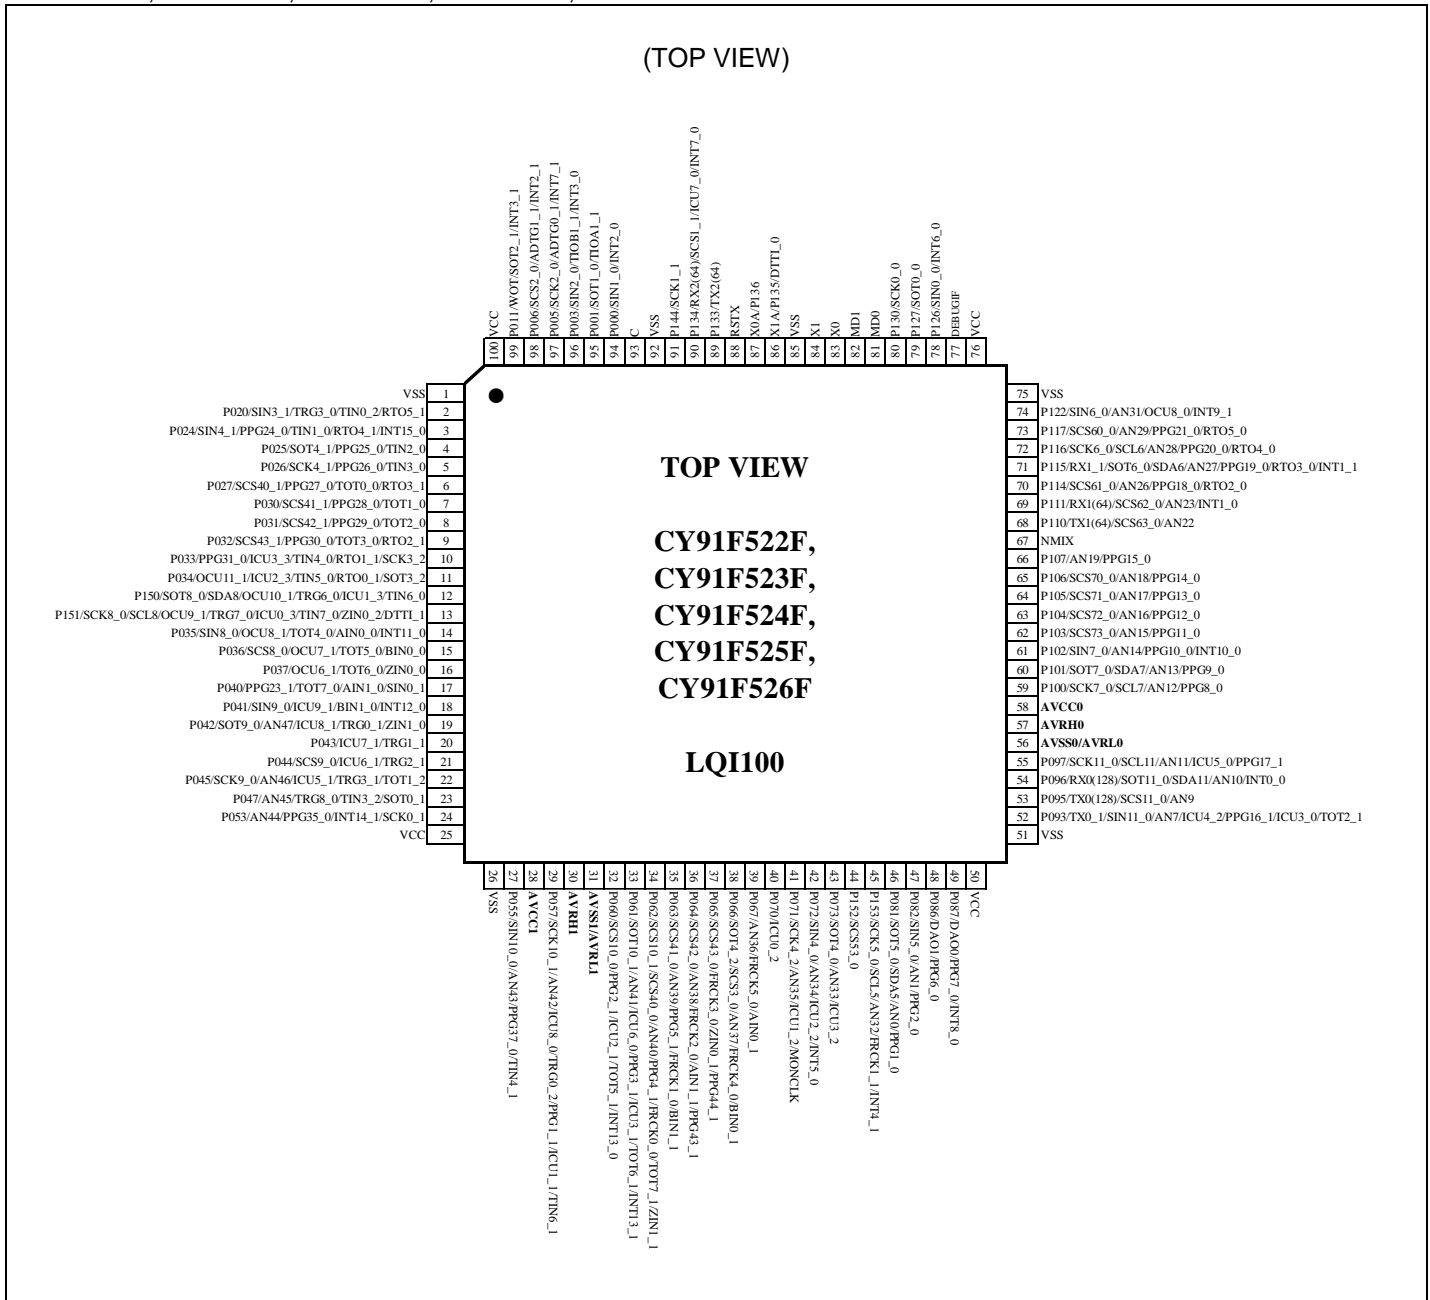 (TOP VIEW)
100 VCC
99 P011/WOT/SOT2_1/INT3_1
98 P006/SCS2_0/ADTG1_1/INT2_1
97 P005/SCK2_0/ADTG0_1/INT7_1
96 P003/SIN2_0/TIOB1_1/INT3_0
95 P001/SOT1_0/TIOA1_1
94 P000/SIN1_0/INT2_0
93 C
92 VSS
91 P144/SCK1_1
90 P134/RX2(64)/SCS1_1/ICU7_0/INT7_0
89 P133/TX2(64)
88 RSTX
87 X0A/P136
86 X1A/P135/DTTI_0
85 VSS
84 X1
83 X0
82 MD1
81 MD0
80 P130/SCK0_0
79 P127/SOT0_0
78 P126/SIN0_0/INT6_0
77 DEBUGIF
76 VCC
VSS 1
P020/SIN3_1/TRG3_0/TIN0_2/RTO5_1 2
P024/SIN4_1/PPG24_0/TIN1_0/RTO4_1/INT15_0 3
P025/SOT4_1/PPG25_0/TIN2_0 4
P026/SCK4_1/PPG26_0/TIN3_0 5
P027/SCS40_1/PPG27_0/TOT0_0/RTO3_1 6
P030/SCS41_1/PPG28_0/TOT1_0 7
P031/SCS42_1/PPG29_0/TOT2_0 8
P032/SCS43_1/PPG30_0/TOT3_0/RTO2_1 9
P033/PPG31_0/ICU3_3/TIN4_0/RTO1_1/SCK3_2 10
P034/OCU11_1/ICU2_3/TIN5_0/RTO0_1/SOT3_2 11
P150/SOT8_0/SDA8/OCU10_1/TRG6_0/ICU1_3/TIN6_0 12
P151/SCK8_0/SCL8/OCU9_1/TRG7_0/ICU0_3/TIN7_0/ZIN0_2/DTTI_1 13
P035/SIN8_0/OCU8_1/TOT4_0/AIN0_0/INT11_0 14
P036/SCS8_0/OCU7_1/TOT5_0/BIN0_0 15
P037/OCU6_1/TOT6_0/ZIN0_0 16
P040/PPG23_1/TOT7_0/AIN1_0/SIN0_1 17
P041/SIN9_0/ICU9_1/BIN1_0/INT12_0 18
P042/SOT9_0/AN47/ICU8_1/TRG0_1/ZIN1_0 19
P043/ICU7_1/TRG1_1 20
P044/SCS9_0/ICU6_1/TRG2_1 21
P045/SCK9_0/AN46/ICU5_1/TRG3_1/TOT1_2 22
P047/AN45/TRG8_0/TIN3_2/SOT0_1 23
P053/AN44/PPG35_0/INT14_1/SCK0_1 24
VCC 25
TOP VIEW
CY91F522F,
CY91F523F,
CY91F524F,
CY91F525F,
CY91F526F
LQI100
75 VSS
74 P122/SIN6_0/AN31/OCU8_0/INT9_1
73 P117/SCS60_0/AN29/PPG21_0/RTO5_0
72 P116/SCK6_0/SCL6/AN28/PPG20_0/RTO4_0
71 P115/RX1_1/SOT6_0/SDA6/AN27/PPG19_0/RTO3_0/INT1_1
70 P114/SCS61_0/AN26/PPG18_0/RTO2_0
69 P111/RX1(64)/SCS62_0/AN23/INT1_0
68 P110/TX1(64)/SCS63_0/AN22
67 NMIX
66 P107/AN19/PPG15_0
65 P106/SCS70_0/AN18/PPG14_0
64 P105/SCS71_0/AN17/PPG13_0
63 P104/SCS72_0/AN16/PPG12_0
62 P103/SCS73_0/AN15/PPG11_0
61 P102/SIN7_0/AN14/PPG10_0/INT10_0
60 P101/SOT7_0/SDA7/AN13/PPG9_0
59 P100/SCK7_0/SCL7/AN12/PPG8_0
58 AVCC0
57 AVRH0
56 AVSS0/AVRL0
55 P097/SCK11_0/SCL11/AN11/ICU5_0/PPG17_1
54 P096/RX0(128)/SOT11_0/SDA11/AN10/INT0_0
53 P095/TX0(128)/SCS11_0/AN9
52 P093/TX0_1/SIN11_0/AN7/ICU4_2/PPG16_1/ICU3_0/TOT2_1
51 VSS
26 VSS
27 P055/SIN10_0/AN43/PPG37_0/TIN4_1
28 AVCC1
29 P057/SCK10_1/AN42/ICU8_0/TRG0_2/PPG1_1/ICU1_1/TIN6_1
30 AVRH1
31 AVSS1/AVRL1
32 P060/SCS10_0/PPG2_1/ICU2_1/TOT5_1/INT13_0
33 P061/SOT10_1/AN41/ICU6_0/PPG3_1/ICU3_1/TOT6_1/INT13_1
34 P062/SCS10_1/SCS40_0/AN40/PPG4_1/FRCK0_0/TOT7_1/ZIN1_1
35 P063/SCS41_0/AN39/PPG5_1/FRCK1_0/BIN1_1
36 P064/SCS42_0/AN38/FRCK2_0/AIN1_1/PPG43_1
37 P065/SCS43_0/FRCK3_0/ZIN0_1/PPG44_1
38 P066/SOT4_2/SCS3_0/AN37/FRCK4_0/BIN0_1
39 P067/AN36/FRCK5_0/AIN0_1
40 P070/ICU0_2
41 P071/SCK4_2/AN35/ICU1_2/MONCLK
42 P072/SIN4_0/AN34/ICU2_2/INT5_0
43 P073/SOT4_0/AN33/ICU3_2
44 P152/SCS53_0
45 P153/SCK5_0/SCL5/AN32/FRCK1_1/INT4_1
46 P081/SOT5_0/SDA5/AN0/PPG1_0
47 P082/SIN5_0/AN1/PPG2_0
48 P086/DAO1/PPG6_0
49 P087/DAO0/PPG7_0/INT8_0
50 VCC